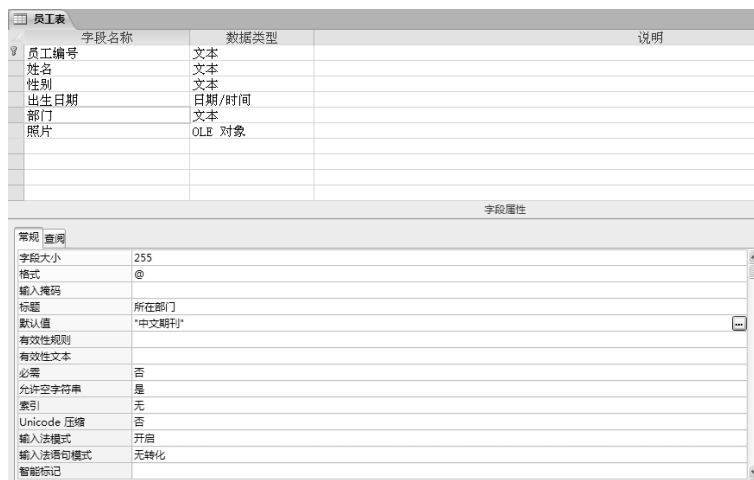 员工表
字段名称 数据类型 说明
员工编号 文本
姓名 文本
性别 文本
出生日期 日期/时间
部门 文本
照片 OLE 对象
字段属性
常规 查阅
字段大小 255
格式 @
输入掩码
标题 所在部门
默认值 "中文期刊" ...
有效性规则
有效性文本
必需 否
允许空字符串 是
索引 无
Unicode 压缩 否
输入法模式 开启
输入法语句模式 无转化
智能标记